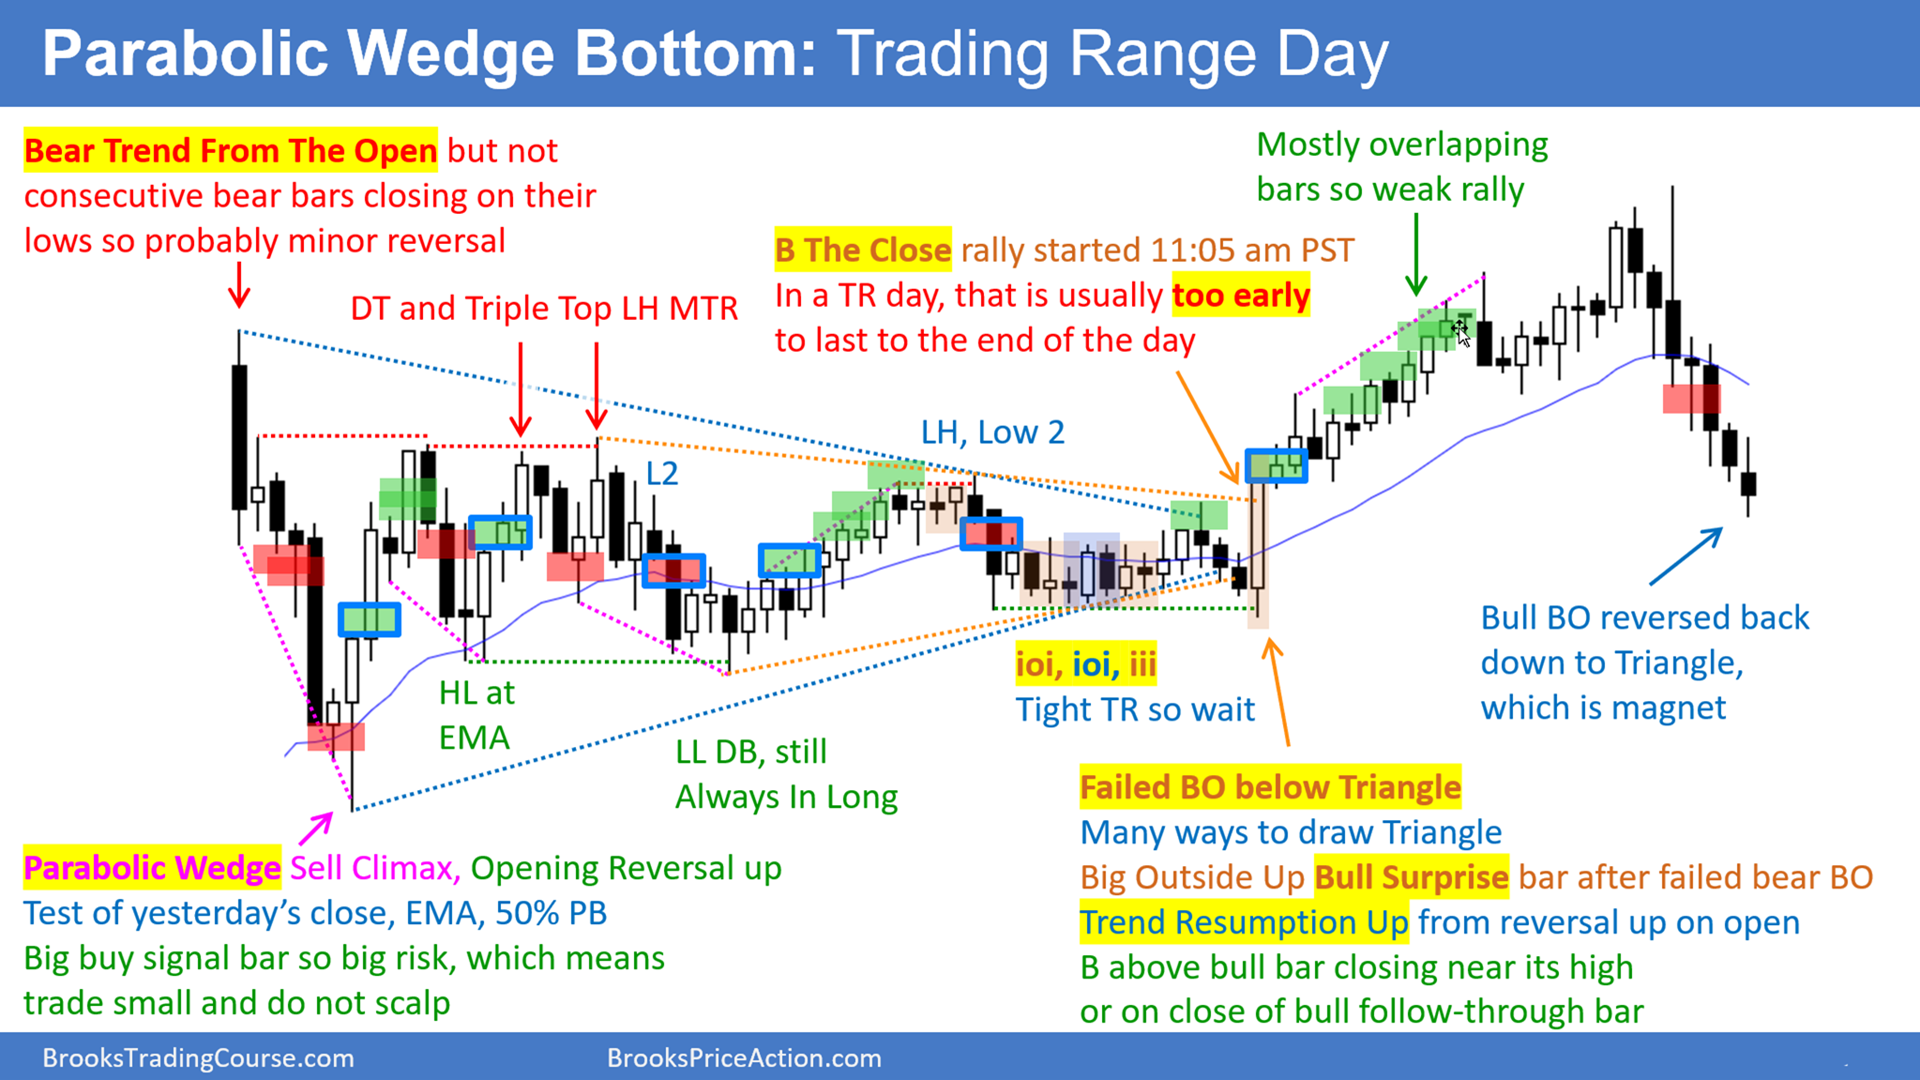 Parabolic Wedge Bottom: Trading Range Day
Bear Trend From The Open but not
consecutive bear bars closing on their
lows so probably minor reversal
DT and Triple Top LH MTR
L2
B The Close rally started 11:05 am PST
In a TR day, that is usually too early
to last to the end of the day
Mostly overlapping
bars so weak rally
LH, Low 2
HL at
EMA
LL DB, still
Always In Long
ioi, ioi, iii
Tight TR so wait
Bull BO reversed back
down to Triangle,
which is magnet
Parabolic Wedge Sell Climax, Opening Reversal up
Test of yesterday's close, EMA, 50% PB
Big buy signal bar so big risk, which means
trade small and do not scalp
Failed BO below Triangle
Many ways to draw Triangle
Big Outside Up Bull Surprise bar after failed bear BO
Trend Resumption Up from reversal up on open
B above bull bar closing near its high
or on close of bull follow-through bar
BrooksTradingCourse.com
BrooksPriceAction.com